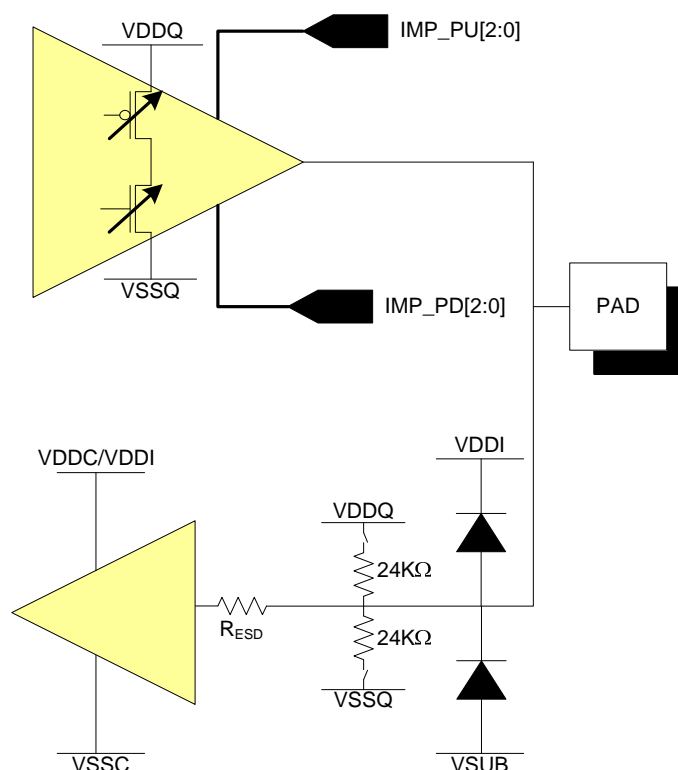 VDDQ
IMP_PU[2:0]
VSSQ
IMP_PD[2:0]
PAD
VDDC/VDDI
VDDI
VDDQ
24KΩ
RESD
24KΩ
VSSQ
VSSC
VSUB